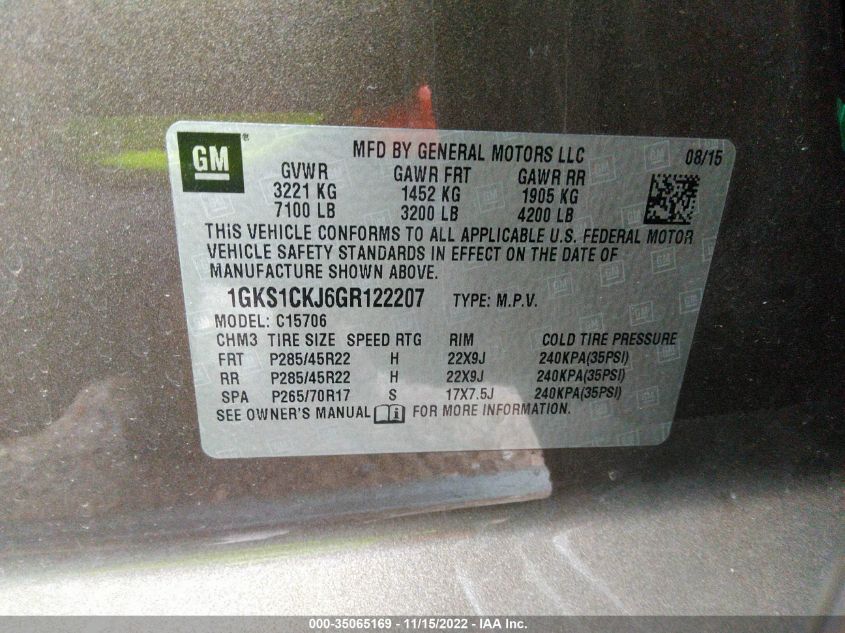 GM ®
MFD BY GENERAL MOTORS LLC 08/15
GVWR GAWR FRT GAWR RR
3221 KG 1452 KG 1905 KG
7100 LB 3200 LB 4200 LB
THIS VEHICLE CONFORMS TO ALL APPLICABLE U.S. FEDERAL MOTOR
VEHICLE SAFETY STANDARDS IN EFFECT ON THE DATE OF
MANUFACTURE SHOWN ABOVE.
1GKS1CKJ6GR122207 TYPE: M.P.V.
MODEL: C15706
CHM3 TIRE SIZE SPEED RTG RIM COLD TIRE PRESSURE
FRT P285/45R22 H 22X9J 240KPA(35PSI)
RR P285/45R22 H 22X9J 240KPA(35PSI)
SPA P265/70R17 S 17X7.5J 240KPA(35PSI)
SEE OWNER'S MANUAL FOR MORE INFORMATION.
000-35065169 - 11/15/2022 - IAA Inc.